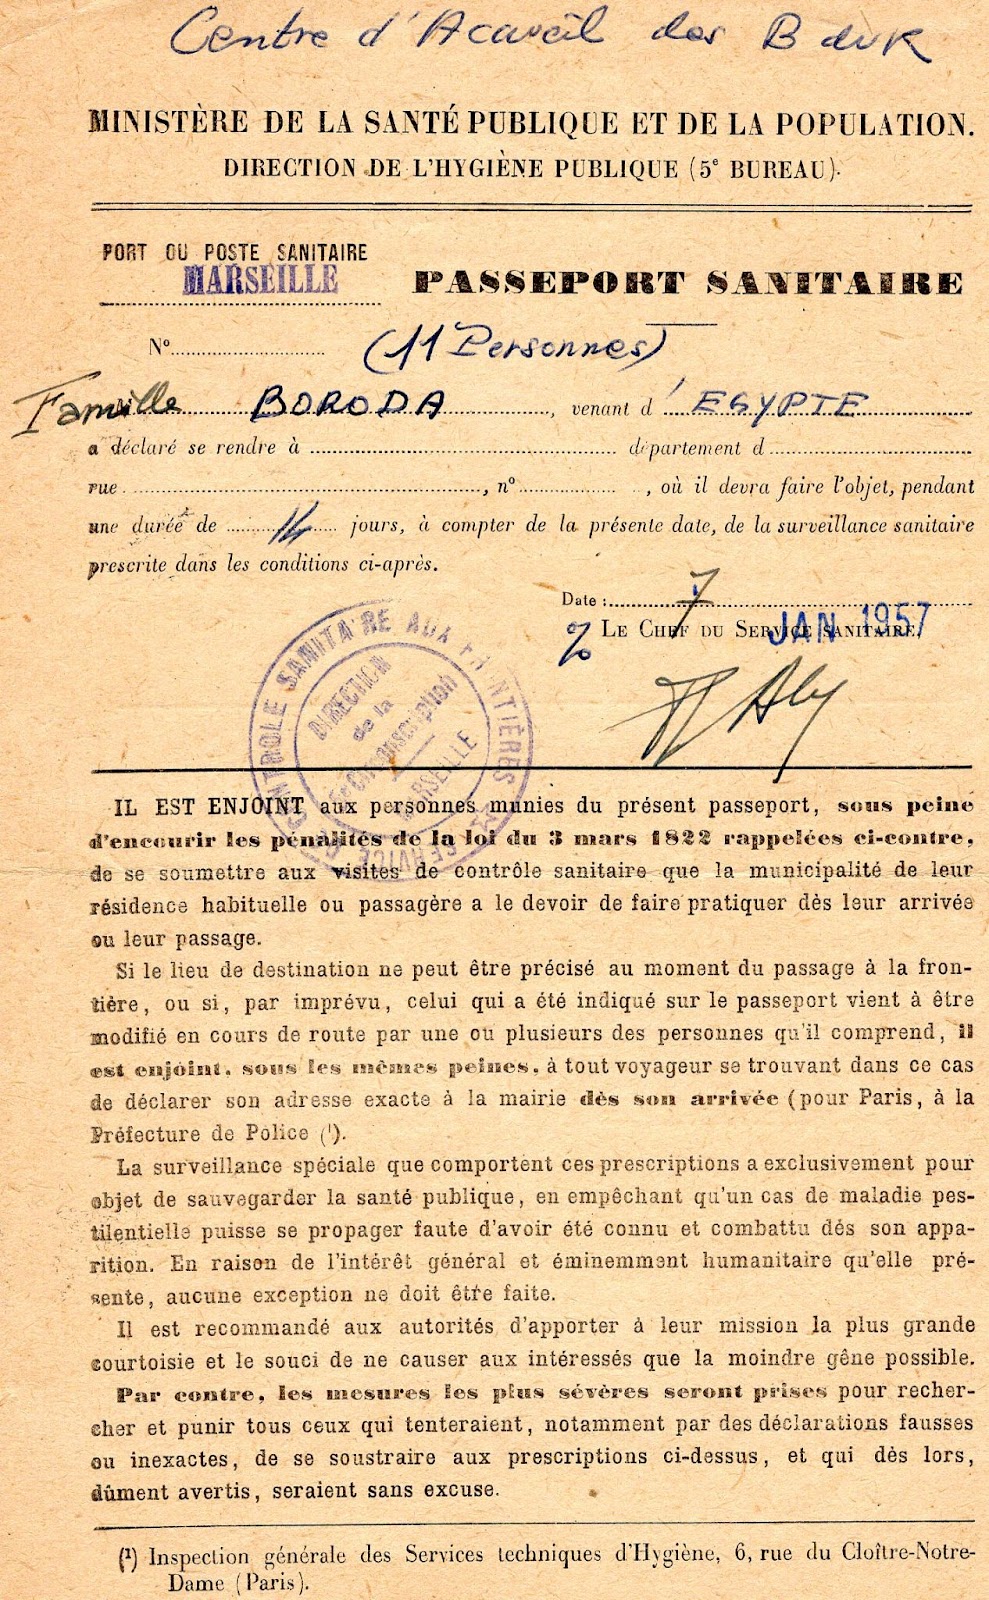 Centre d'Acaveil des B
MINISTÈRE DE LA SANTÉ PUBLIQUE ET DE LA POPULATION.
DIRECTION DE L'HYGIÈNE PUBLIQUE (5e BUREAU).
PORT OU POSTE SANITAIRE
MARSEILLE
PASSEPORT SANITAIRE
No
(11 Personnes)
Famille BORODA, venant d'EGYPTE
a déclaré se rendre à département d
rue , no , où il devra faire l'objet, pendant
une durée de 14 jours, à compter de la présente date, de la surveillance sanitaire
prescrite dans les conditions ci-après.
Date : 7 JAN 1957
% LE CHEF DU SERVICE SANITAIRE,
CONTROLE SANITAIRE AUX FRONTIÈRES
SERVICE
DIRECTION
de la
Circonscription
MARSEILLE
IL EST ENJOINT aux personnes munies du présent passeport, sous peine
d'encourir les pénalités de la loi du 3 mars 1822 rappelées ci-contre,
de se soumettre aux visites de contrôle sanitaire que la municipalité de leur
résidence habituelle ou passagère a le devoir de faire pratiquer dès leur arrivée
ou leur passage.
Si le lieu de destination ne peut être précisé au moment du passage à la fron-
tière, ou si, par imprévu, celui qui a été indiqué sur le passeport vient à être
modifié en cours de route par une ou plusieurs des personnes qu'il comprend, il
est enjoint, sous les mêmes peines, à tout voyageur se trouvant dans ce cas
de déclarer son adresse exacte à la mairie dès son arrivée (pour Paris, à la
Préfecture de Police (1).
La surveillance spéciale que comportent ces prescriptions a exclusivement pour
objet de sauvegarder la santé publique, en empêchant qu'un cas de maladie pes-
tilentielle puisse se propager faute d'avoir été connu et combattu dés son appa-
rition. En raison de l'intérêt général et éminemment humanitaire qu'elle pré-
sente, aucune exception ne doit être faite.
Il est recommandé aux autorités d'apporter à leur mission la plus grande
courtoisie et le souci de ne causer aux intéressés que la moindre gêne possible.
Par contre, les mesures les plus sévères seront prises pour recher-
cher et punir tous ceux qui tenteraient, notamment par des déclarations fausses
ou inexactes, de se soustraire aux prescriptions ci-dessus, et qui dès lors,
dûment avertis, seraient sans excuse.
(1) Inspection générale des Services techniques d'Hygiène, 6, rue du Cloître-Notre-
Dame (Paris).